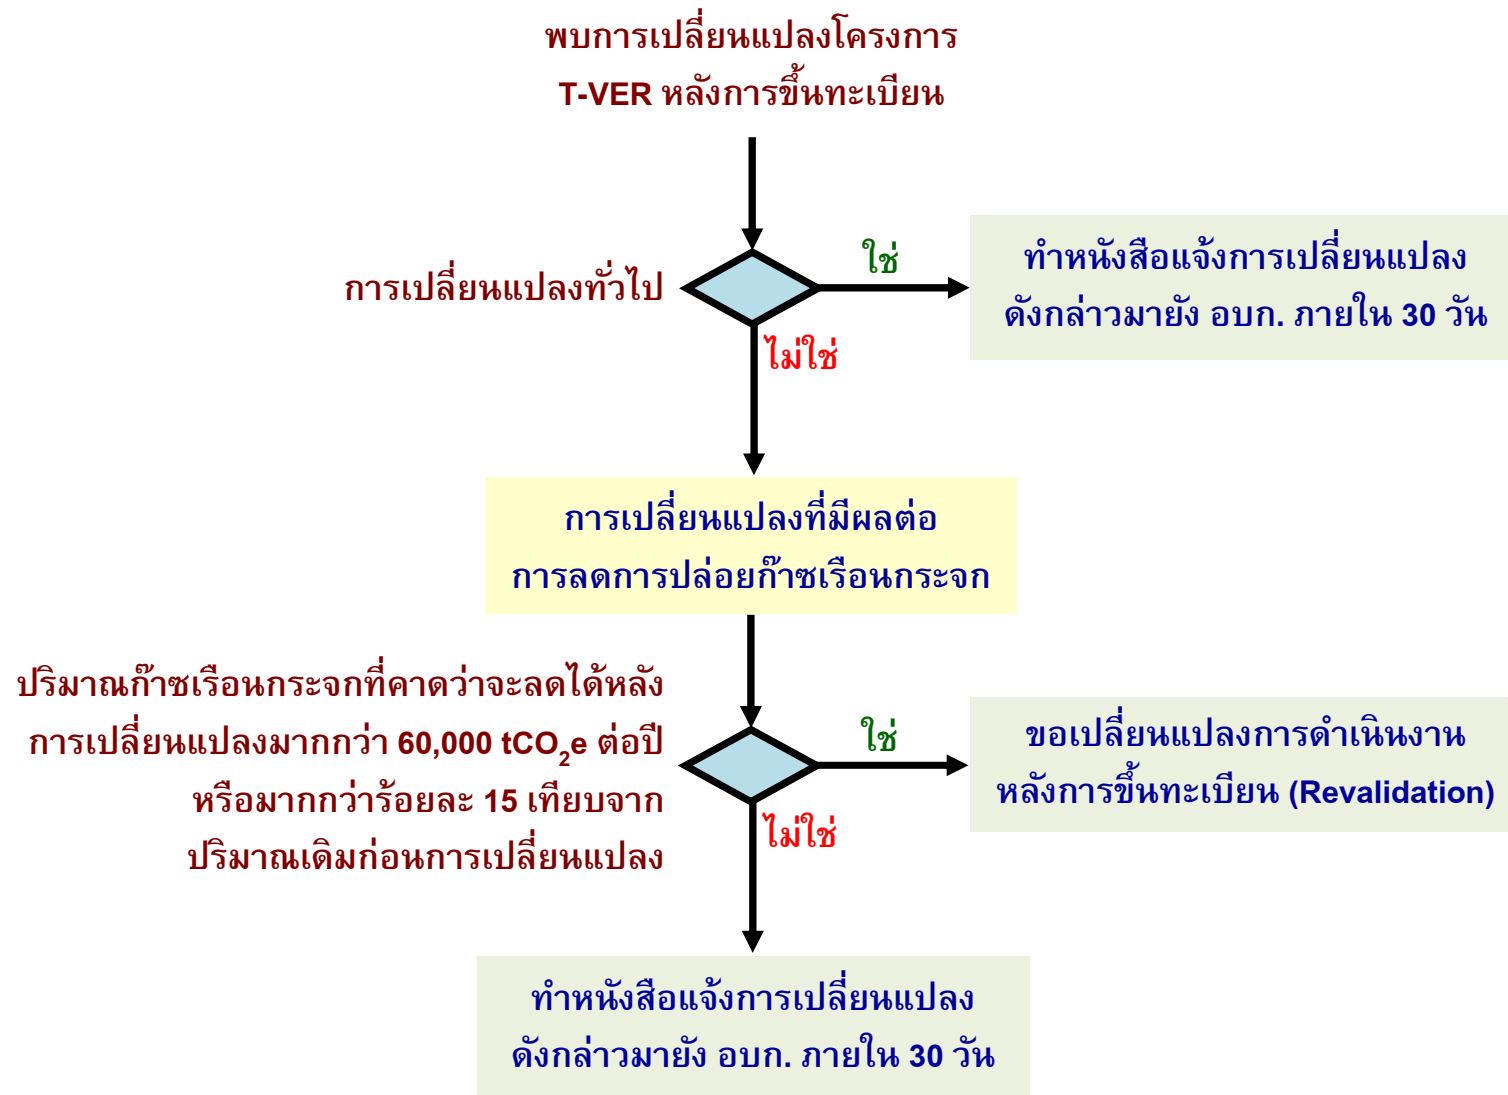 พบการเปลี่ยนแปลงโครงการ
T-VER หลังการขึ้นทะเบียน
การเปลี่ยนแปลงทั่วไป
ใช่
ทำหนังสือแจ้งการเปลี่ยนแปลง
ดังกล่าวมายัง อบก. ภายใน 30 วัน
ไม่ใช่
การเปลี่ยนแปลงที่มีผลต่อ
การลดการปล่อยก๊าซเรือนกระจก
ปริมาณก๊าซเรือนกระจกที่คาดว่าจะลดได้หลัง
การเปลี่ยนแปลงมากกว่า 60,000 tCO₂e ต่อปี
หรือมากกว่าร้อยละ 15 เทียบจาก
ปริมาณเดิมก่อนการเปลี่ยนแปลง
ใช่
ขอเปลี่ยนแปลงการดำเนินงาน
หลังการขึ้นทะเบียน (Revalidation)
ไม่ใช่
ทำหนังสือแจ้งการเปลี่ยนแปลง
ดังกล่าวมายัง อบก. ภายใน 30 วัน